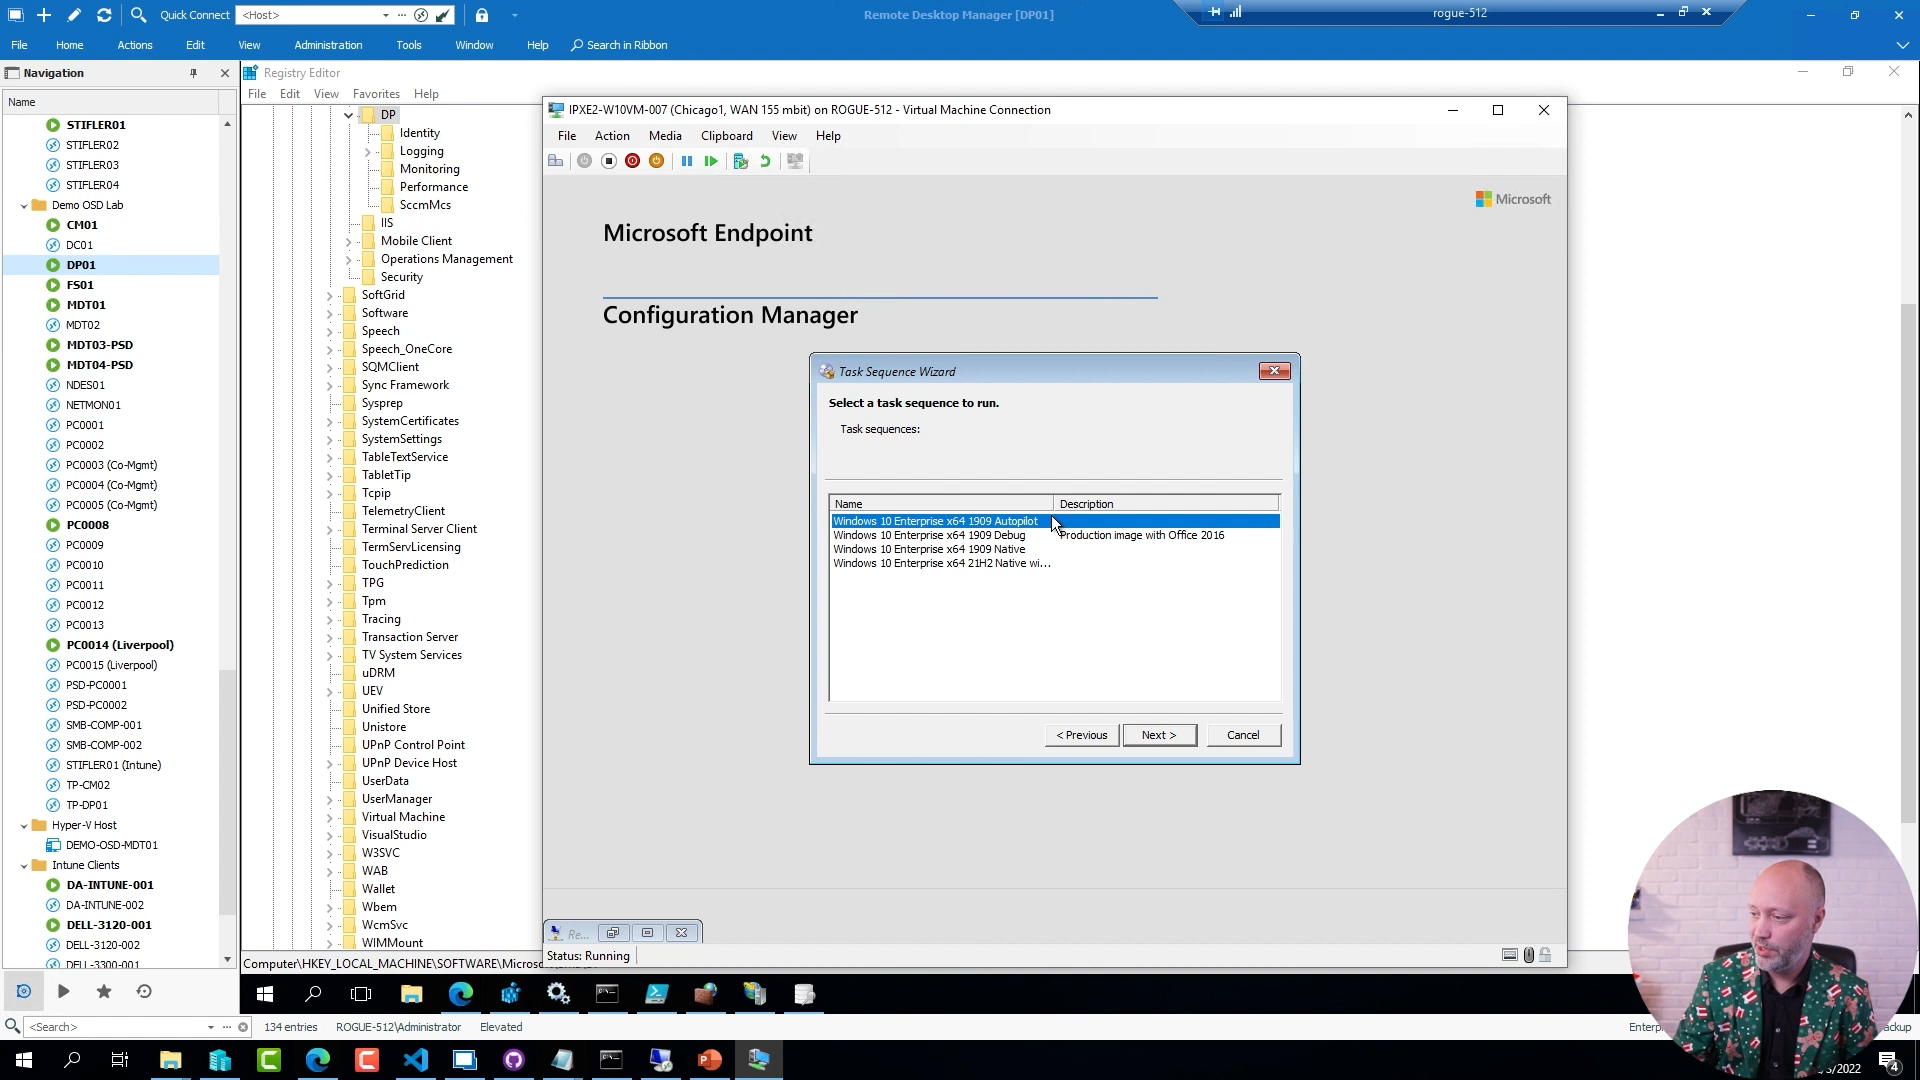 Quick Connect <Host>
Remote Desktop Manager [DP01]
rogue-512
File Home Actions Edit View Administration Tools Window Help Search in Ribbon
Navigation
Name
STIFLER01
STIFLER02
STIFLER03
STIFLER04
Demo OSD Lab
CM01
DC01
DP01
FS01
MDT01
MDT02
MDT03-PSD
MDT04-PSD
NDES01
NETMON01
PC0001
PC0002
PC0003 (Co-Mgmt)
PC0004 (Co-Mgmt)
PC0005 (Co-Mgmt)
PC0008
PC0009
PC0010
PC0011
PC0012
PC0013
PC0014 (Liverpool)
PC0015 (Liverpool)
PSD-PC0001
PSD-PC0002
SMB-COMP-001
SMB-COMP-002
STIFLER01 (Intune)
TP-CM02
TP-DP01
Hyper-V Host
DEMO-OSD-MDT01
Intune Clients
DA-INTUNE-001
DA-INTUNE-002
DELL-3120-001
DELL-3120-002
DELL-3300-001
Registry Editor
File Edit View Favorites Help
DP
Identity
Logging
Monitoring
Performance
SccmMcs
IIS
Mobile Client
Operations Management
Security
SoftGrid
Software
Speech
Speech_OneCore
SQMClient
Sync Framework
Sysprep
SystemCertificates
SystemSettings
TableTextService
TabletTip
Tcpip
TelemetryClient
Terminal Server Client
TermServLicensing
TouchPrediction
TPG
Tpm
Tracing
Transaction Server
TV System Services
uDRM
UEV
Unified Store
Unistore
UPnP Control Point
UPnP Device Host
UserData
UserManager
Virtual Machine
VisualStudio
W3SVC
WAB
Wallet
Wbem
WcmSvc
WIMMount
Computer\HKEY_LOCAL_MACHINE\SOFTWARE\Microso
IPXE2-W10VM-007 (Chicago1, WAN 155 mbit) on ROGUE-512 - Virtual Machine Connection
File Action Media Clipboard View Help
Microsoft
Microsoft Endpoint
Configuration Manager
Task Sequence Wizard
Select a task sequence to run.
Task sequences:
Name Description
Windows 10 Enterprise x64 1909 Autopilot
Windows 10 Enterprise x64 1909 Debug Production image with Office 2016
Windows 10 Enterprise x64 1909 Native
Windows 10 Enterprise x64 21H2 Native wi...
< Previous Next > Cancel
Re...
Status: Running
<Search> 134 entries ROGUE-512\Administrator Elevated
Enterp
ackup
/2022
4